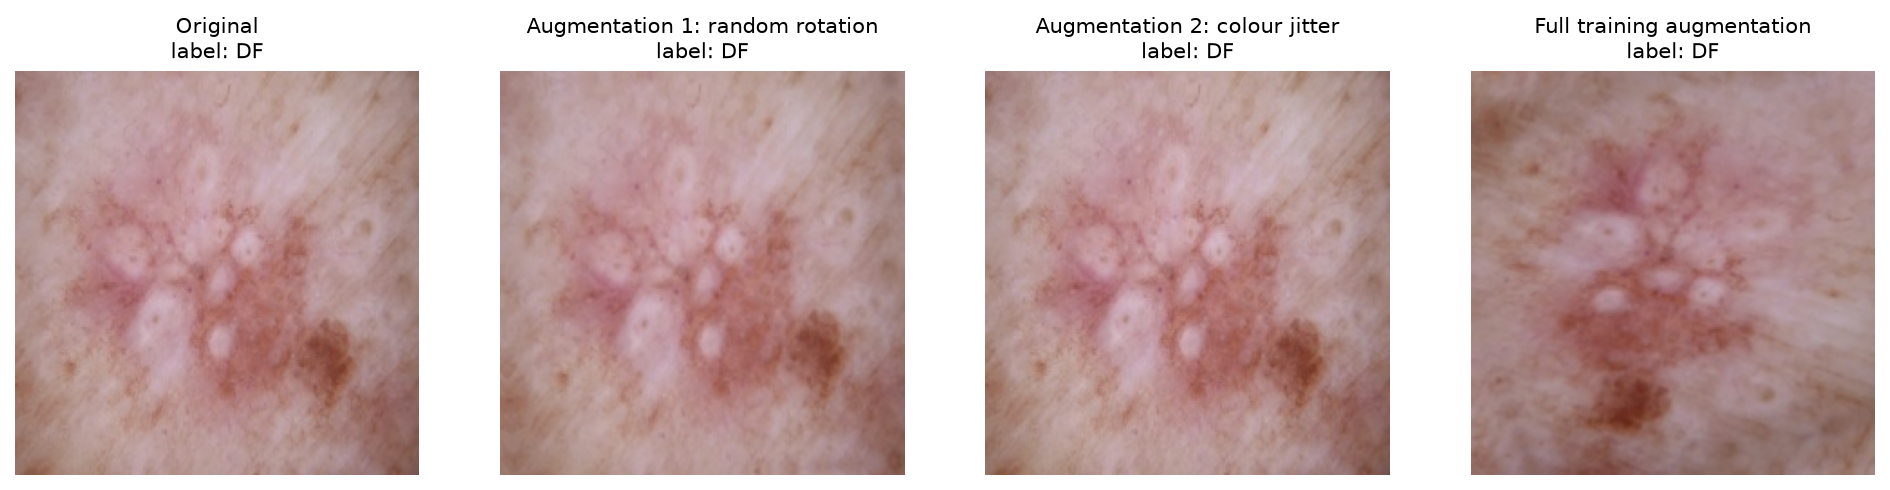 Original
label: DF
Augmentation 1: random rotation
label: DF
Augmentation 2: colour jitter
label: DF
Full training augmentation
label: DF